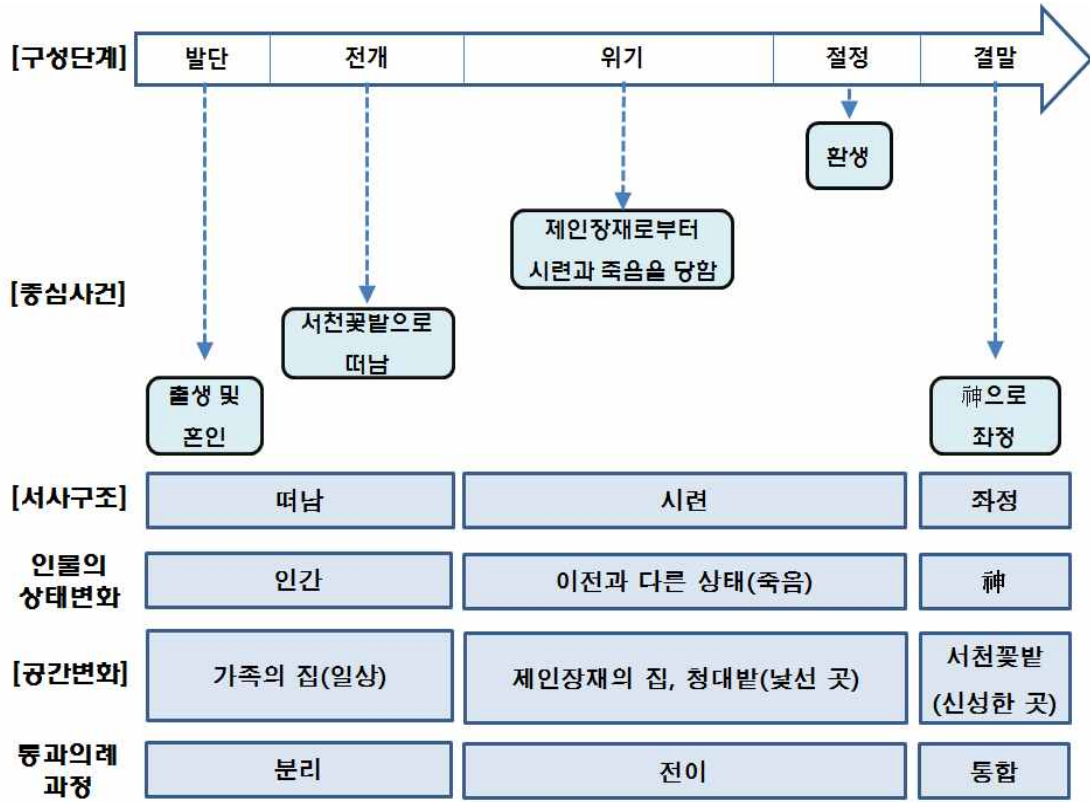 [구성단계] 발단 전개 위기 절정 결말
환생
제인장재로부터
시련과 죽음을 당함
[중심사건]
서천꽃밭으로
떠남
출생 및
혼인
神으로
좌정
[서사구조] 떠남 시련 좌정
인물의
상태변화
인간 이전과 다른 상태(죽음) 神
[공간변화] 가족의 집(일상) 제인장재의 집, 청대밭(낯선 곳)
서천꽃밭
(신성한 곳)
통과의례
과정
분리 전이 통합